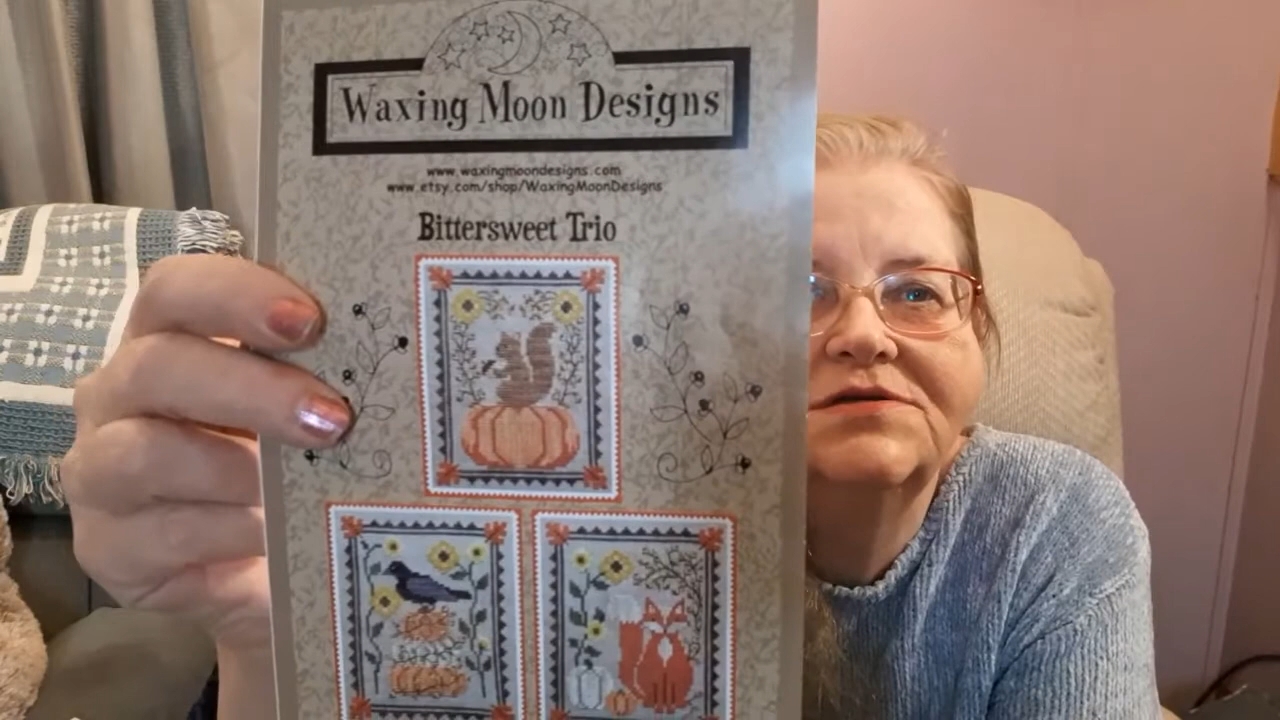 Waxing Moon Designs
www.waxingmoondesigns.com
www.etsy.com/shop/WaxingMoonDesigns
Bittersweet Trio